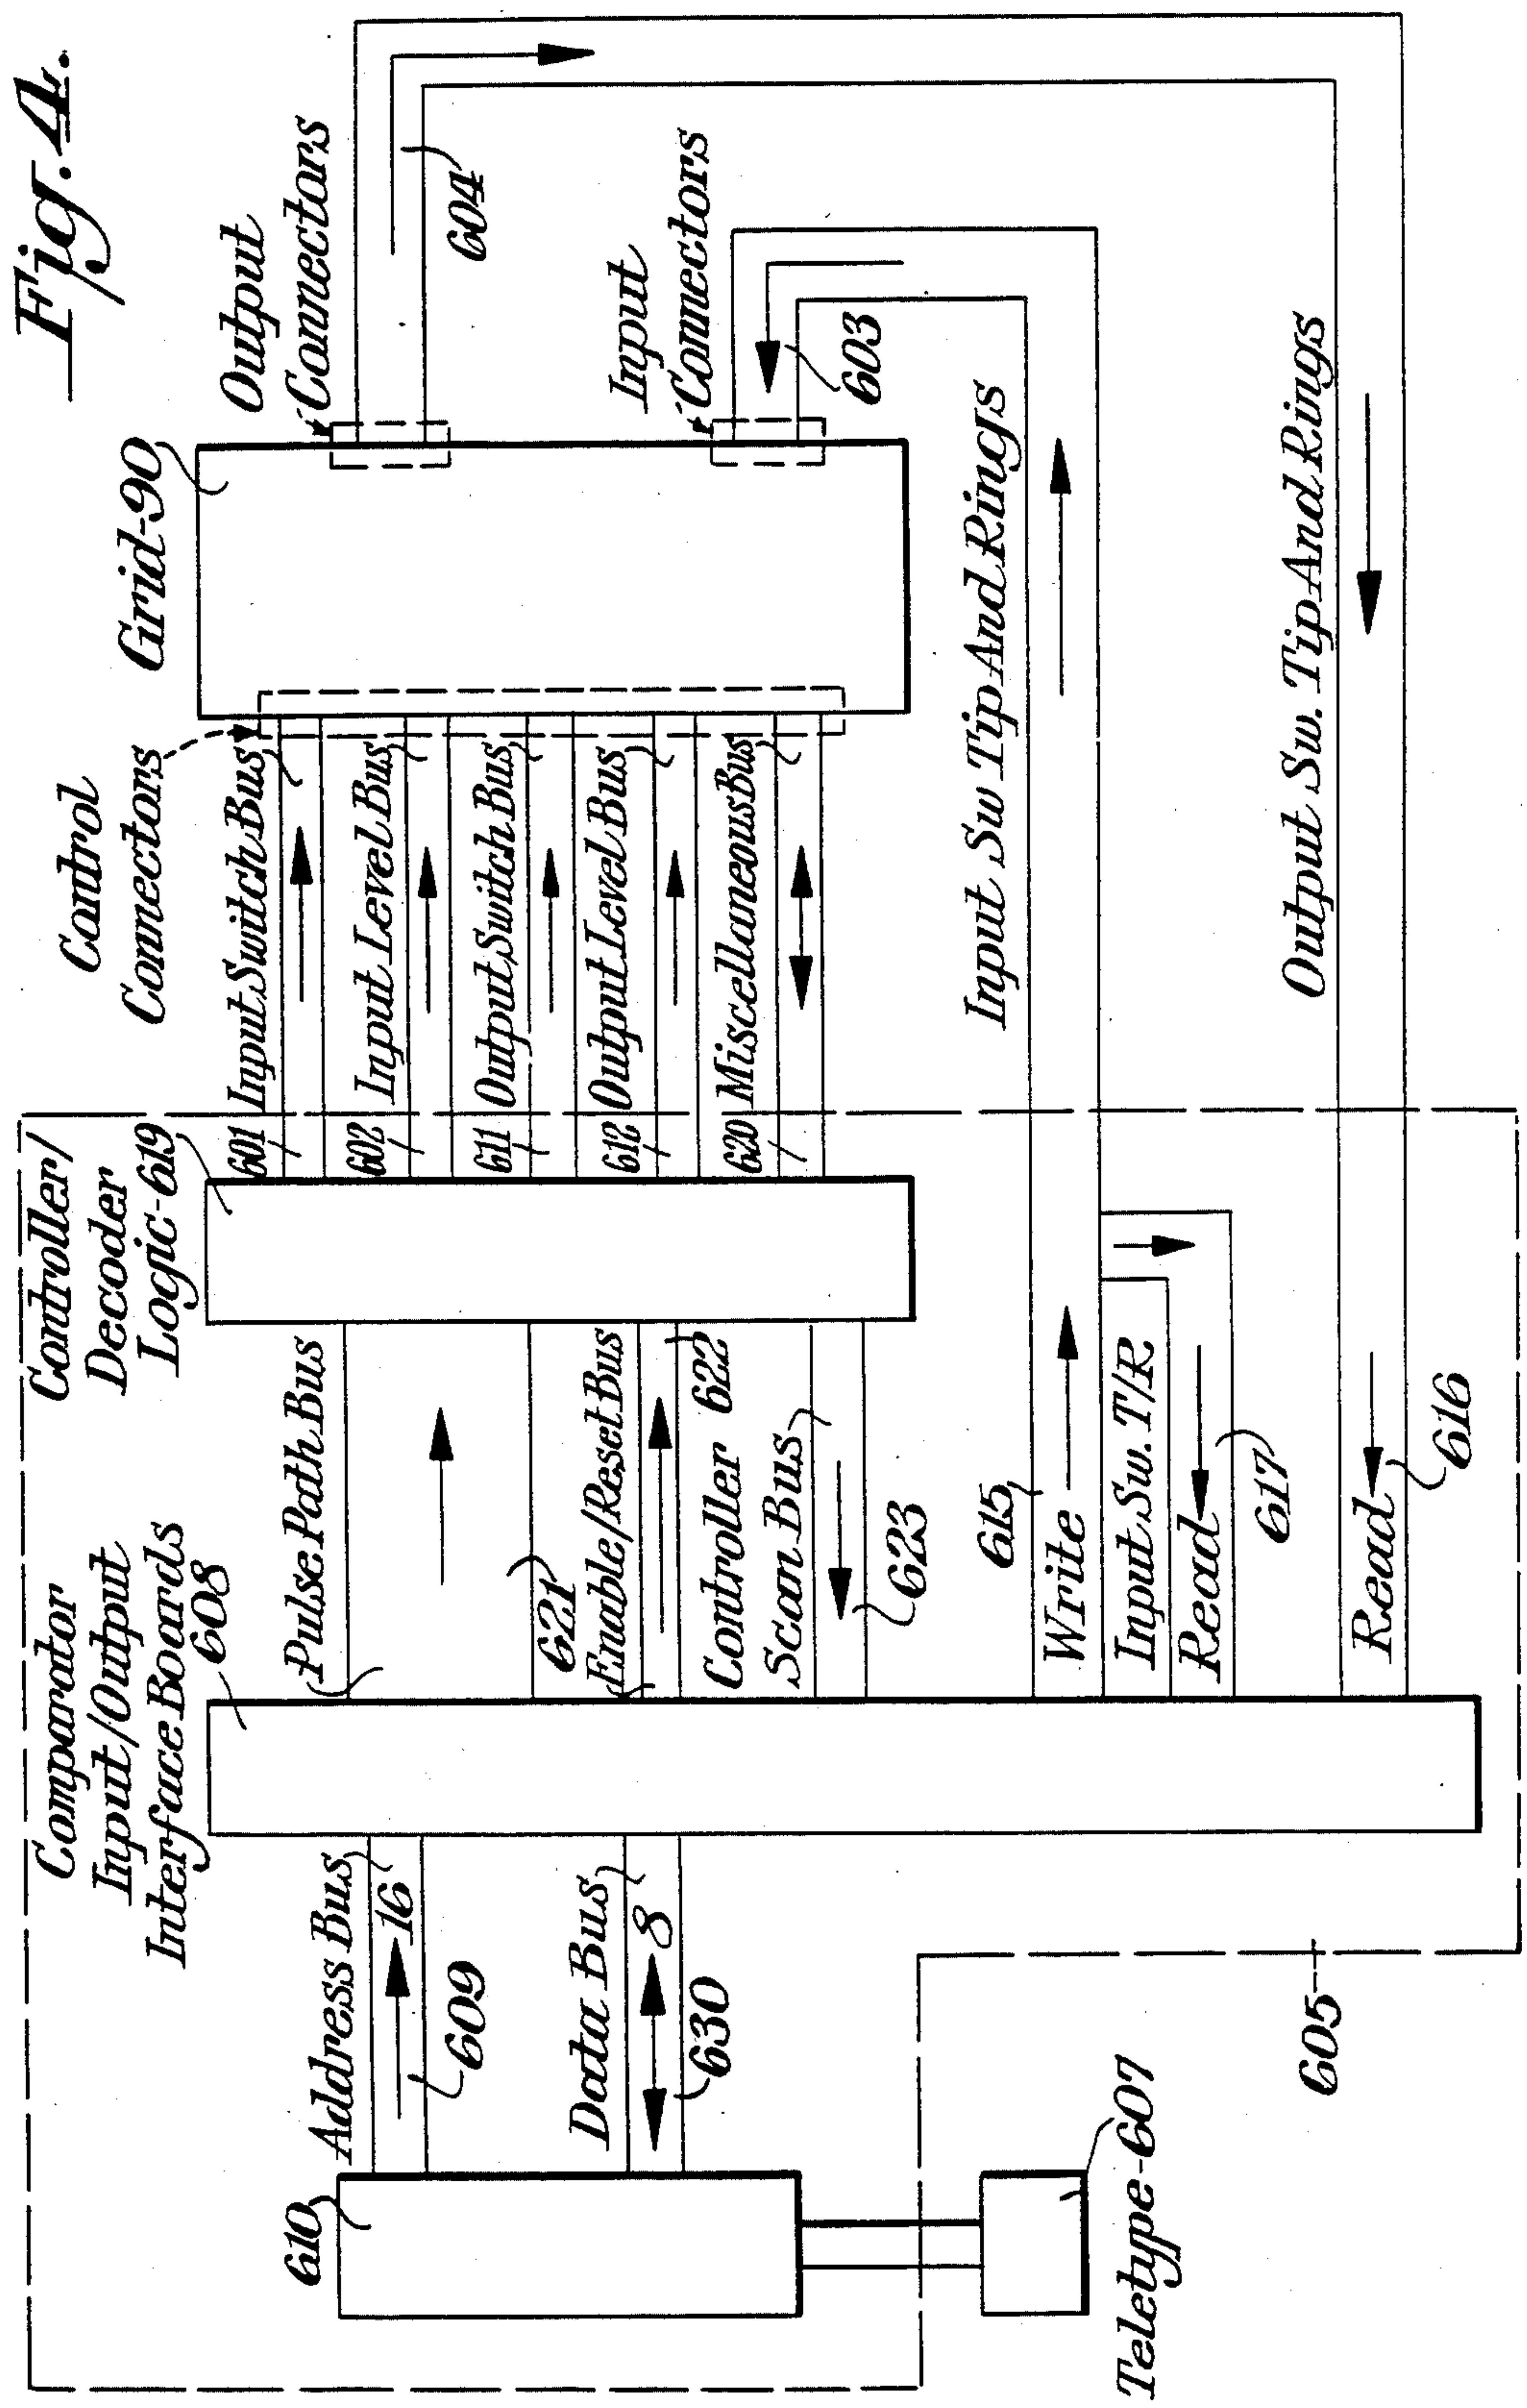 Fig. 4.
Output
Connectors
604
Input
Connectors
603
Grid-90
Control
Connectors
Input Switch Bus
Input Level Bus
Output Switch Bus
Output Level Bus
Miscellaneous Bus
601
602
611
612
620
Input Sw Tip And Rings
Output Sw. Tip And Rings
Controller/
Decoder
Logic-619
Pulse Path Bus
621
Enable/Reset Bus
622
Controller
Scan Bus
623
615
Write
Input Sw. T/R
Read
617
Read
616
Comparator
Input/Output
Interface Boards
608
Address Bus
16
609
Data Bus
8
630
610
605
Teletype-607